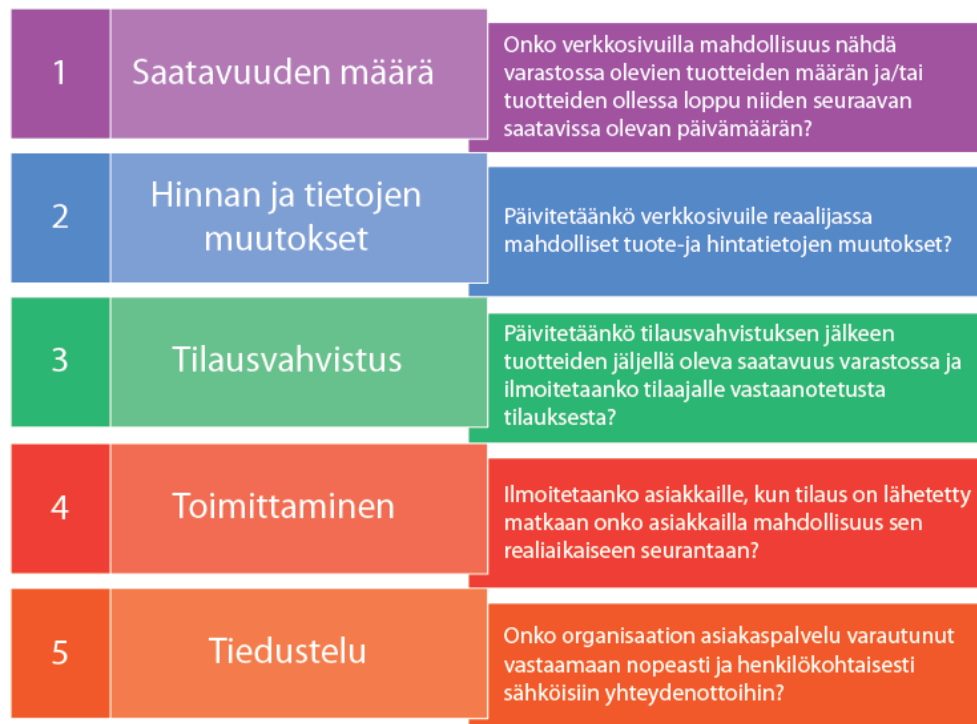 1
Saatavuuden määrä
Onko verkkosivuilla mahdollisuus nähdä
varastossa olevien tuotteiden määrän ja/tai
tuotteiden ollessa loppu niiden seuraavan
saatavissa olevan päivämäärän?
2
Hinnan ja tietojen
muutokset
Päivitetäänkö verkkosivuile reaalijassa
mahdolliset tuote-ja hintatietojen muutokset?
3
Tilausvahvistus
Päivitetäänkö tilausvahvistuksen jälkeen
tuotteiden jäljellä oleva saatavuus varastossa ja
ilmoitetaanko tilaajalle vastaanotetusta
tilauksesta?
4
Toimittaminen
Ilmoitetaanko asiakkaille, kun tilaus on lähetetty
matkaan onko asiakkailla mahdollisuus sen
realiaikaiseen seurantaan?
5
Tiedustelu
Onko organisaation asiakaspalvelu varautunut
vastaamaan nopeasti ja henkilökohtaisesti
sähköisiin yhteydenottoihin?